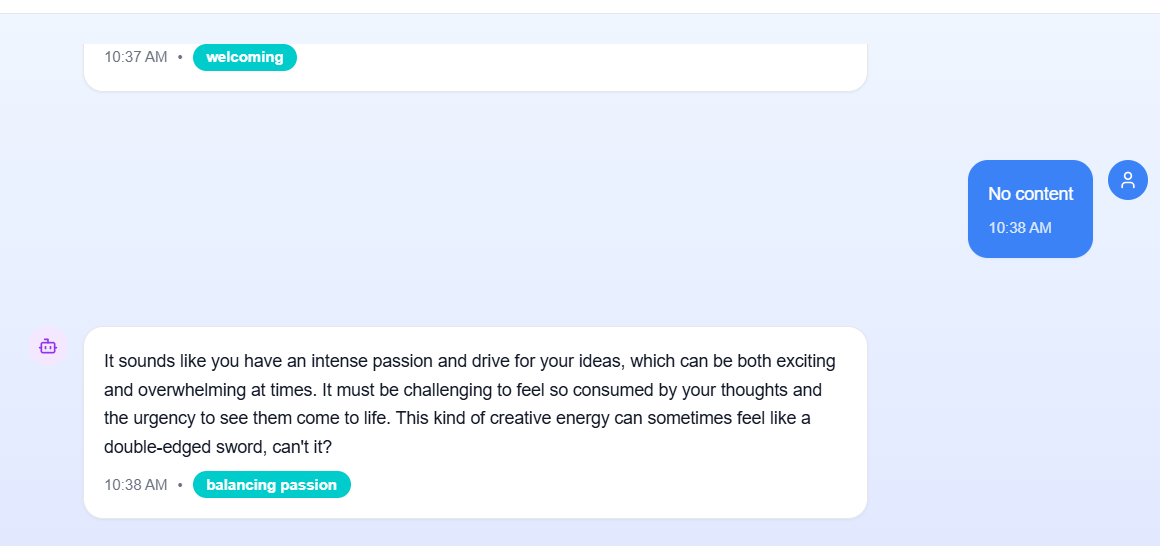 10:37 AM • welcoming
No content
10:38 AM
It sounds like you have an intense passion and drive for your ideas, which can be both exciting
and overwhelming at times. It must be challenging to feel so consumed by your thoughts and
the urgency to see them come to life. This kind of creative energy can sometimes feel like a
double-edged sword, can't it?
10:38 AM • balancing passion